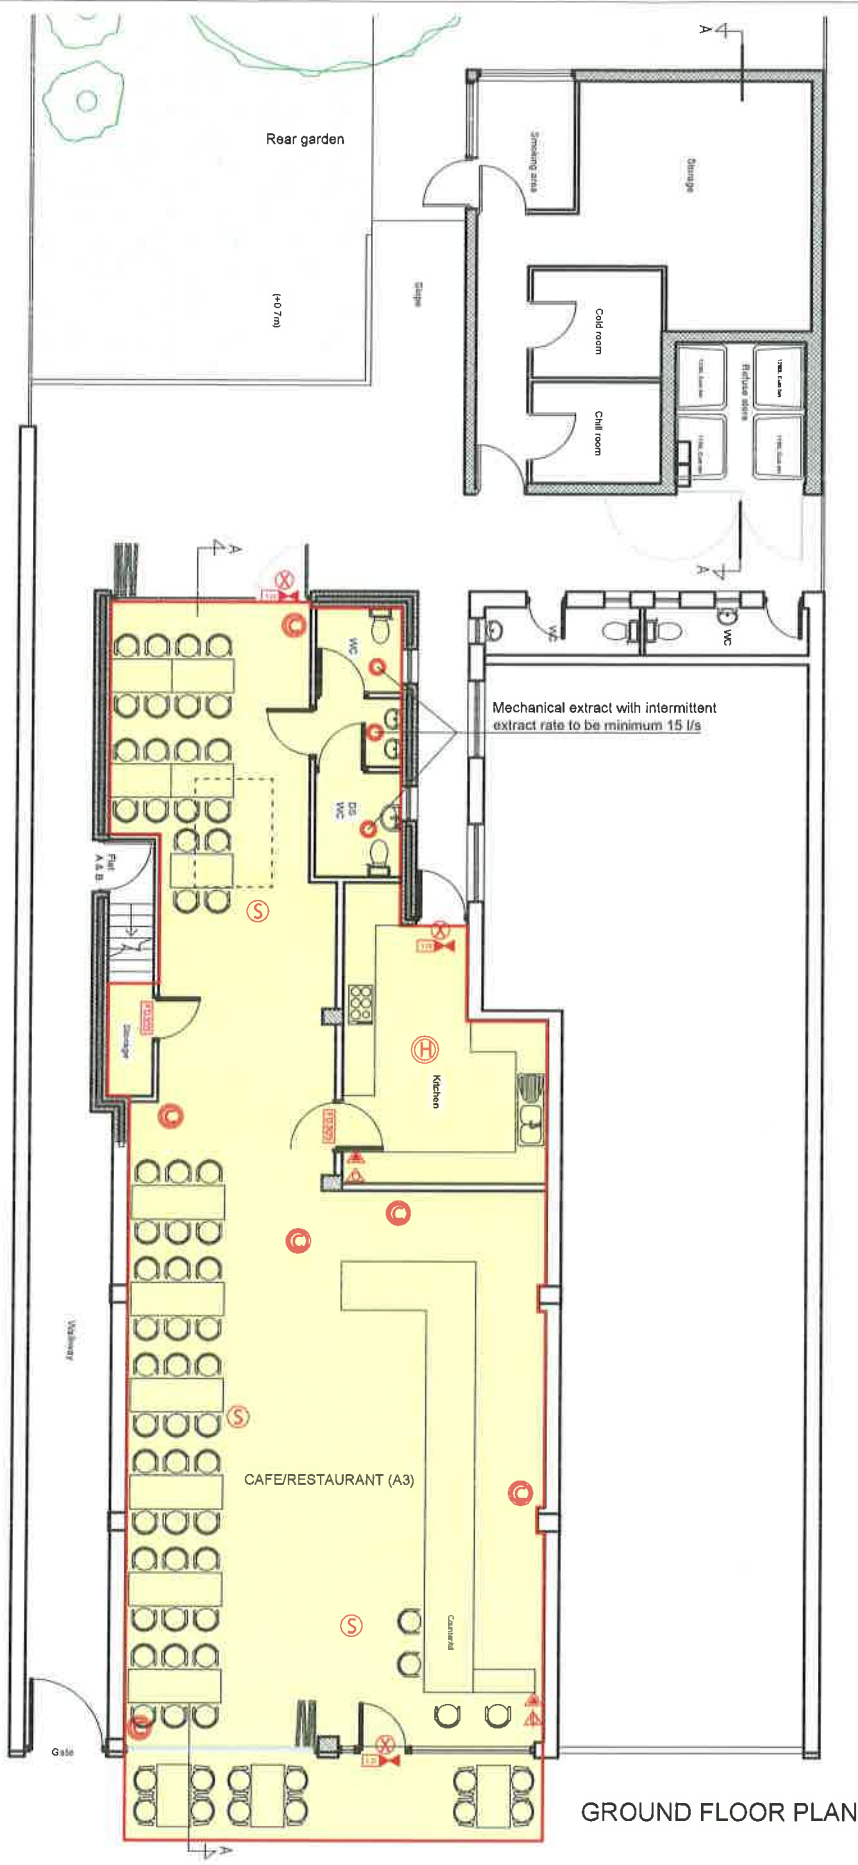 A
Rear garden
Smoking area
Storage
(+0 7m)
Slope
Cold room
Refuse store
Chill room
A
A
WC
WC
WC
Mechanical extract with intermittent
extract rate to be minimum 15 l/s
DS
WC
Flat
A & B
S
H
Kitchen
Storage
C
C
C
C
C
C
Walkway
S
CAFE/RESTAURANT (A3)
S
Gate
GROUND FLOOR PLAN
A